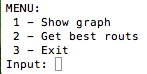 MENU:
1 - Show graph
2 - Get best routs
3 - Exit
Input: